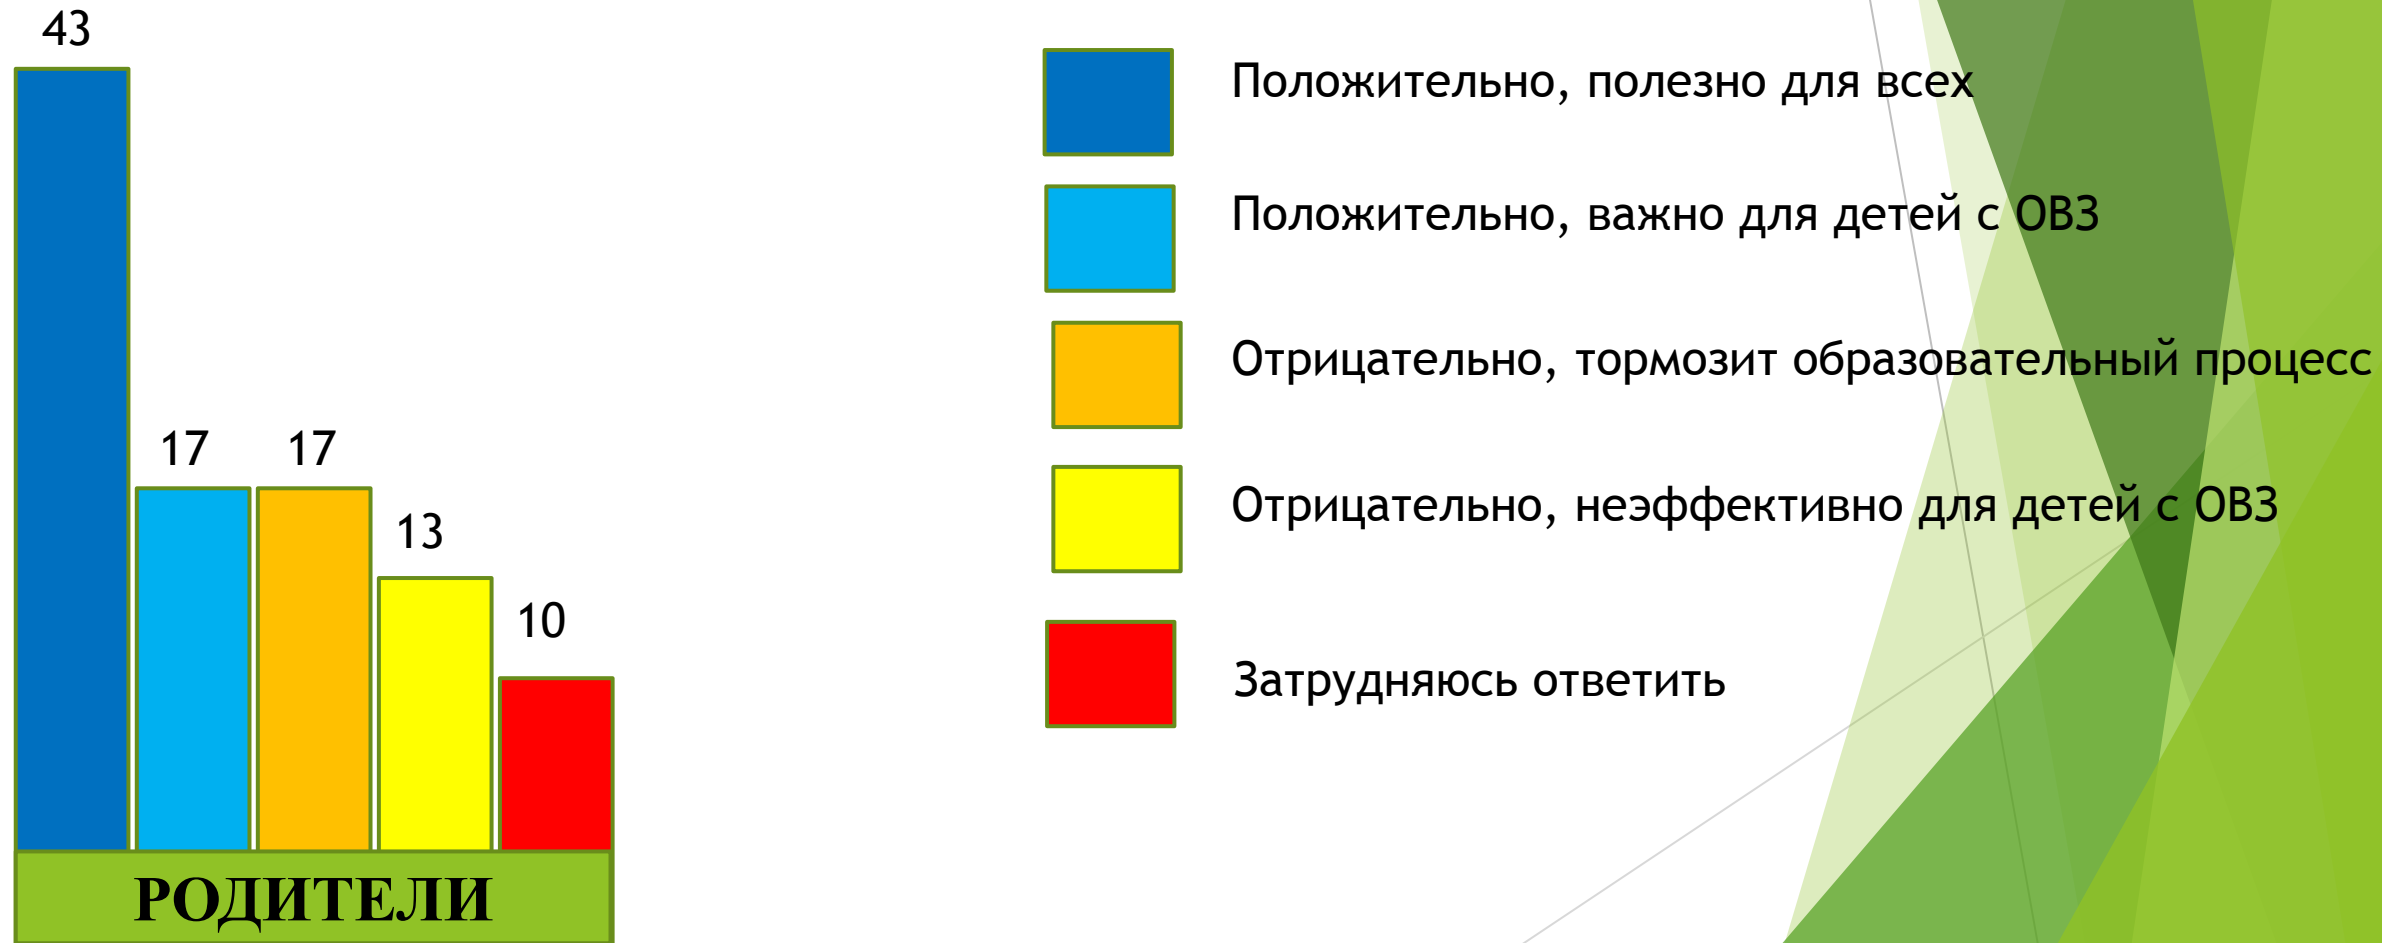 43
17
17
13
10
РОДИТЕЛИ
Положительно, полезно для всех
Положительно, важно для детей с ОВЗ
Отрицательно, тормозит образовательный процесс
Отрицательно, неэффективно для детей с ОВЗ
Затрудняюсь ответить